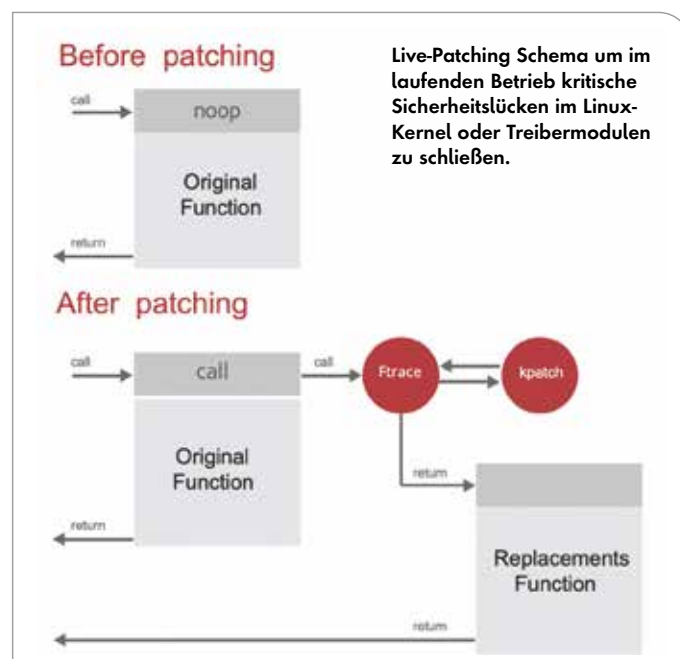 Before patching
Live-Patching Schema um im
laufenden Betrieb kritische
Sicherheitslücken im Linux-
Kernel oder Treibermodulen
zu schließen.
call
noop
Original
Function
return
After patching
call
call
call
Ftrace
kpatch
Original
Function
return
return
Replacements
Function
return